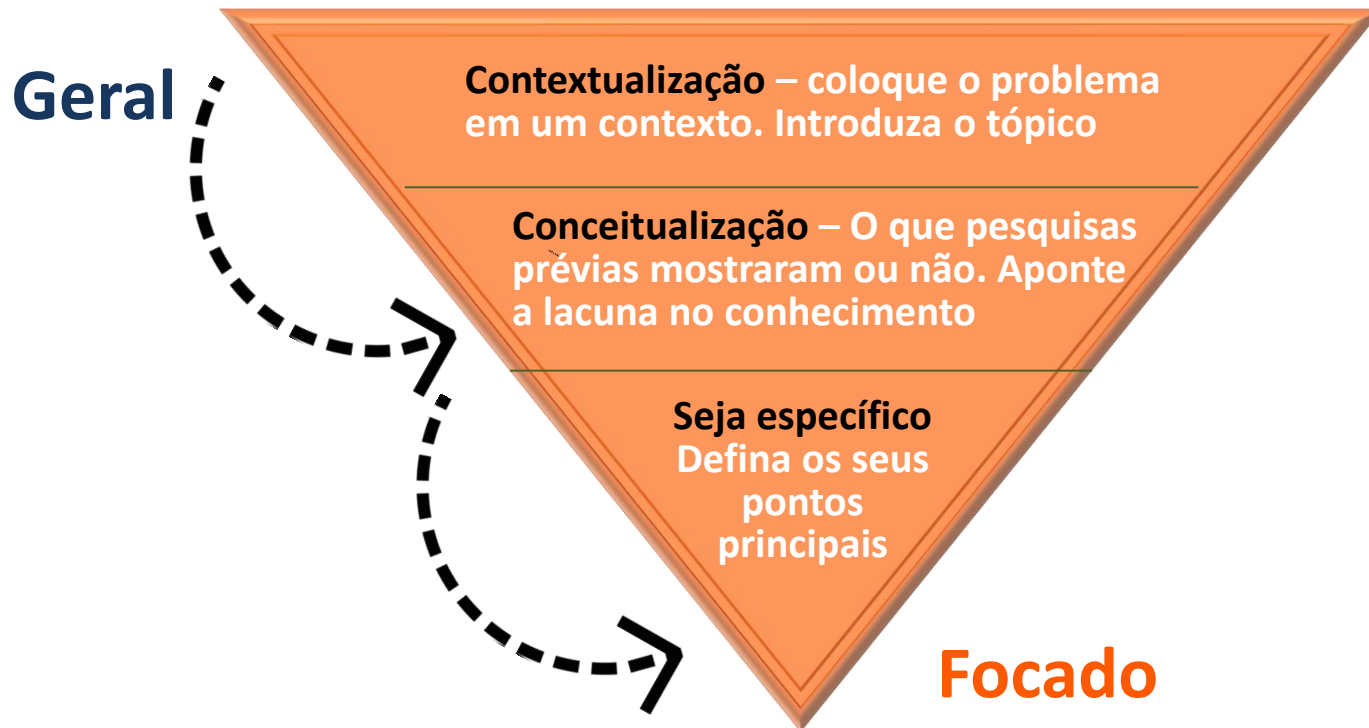 Geral
Contextualização – coloque o problema
em um contexto. Introduza o tópico
Conceitualização – O que pesquisas
prévias mostraram ou não. Aponte
a lacuna no conhecimento
Seja específico
Defina os seus
pontos
principais
Focado